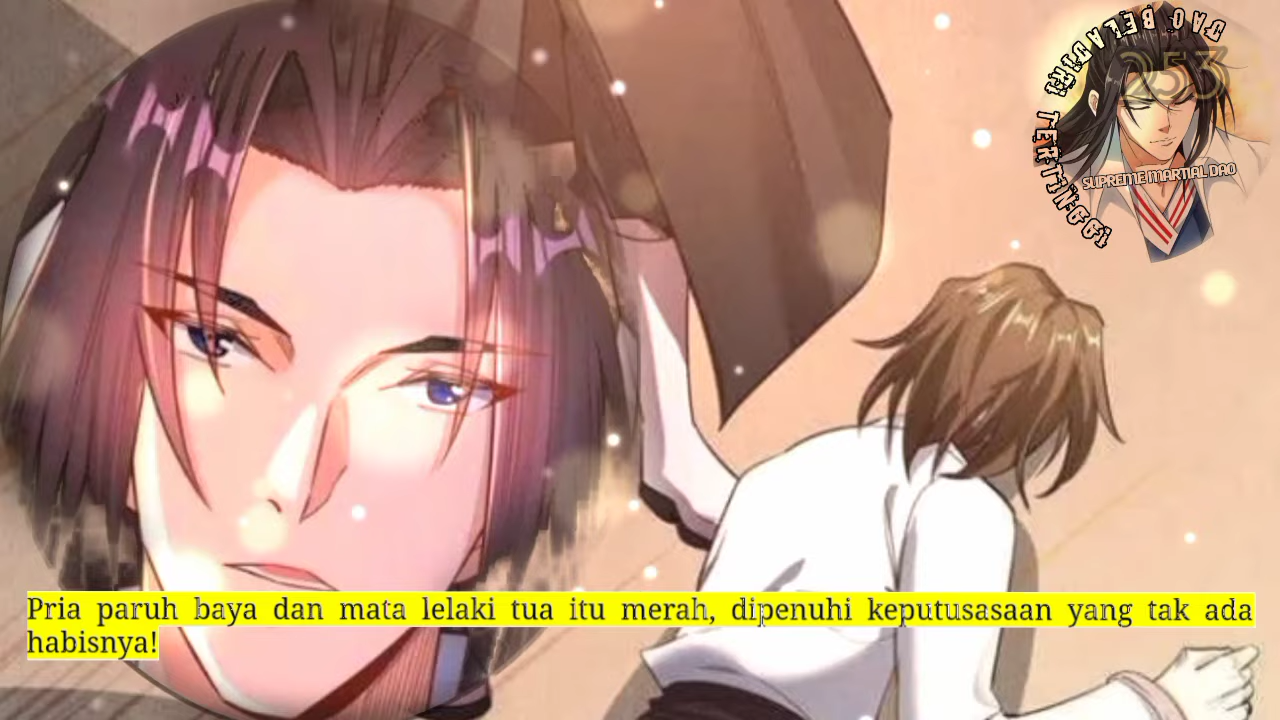 DAO BELADIRI TERTINGGI
253
SUPREME MARTIAL DAO
Pria paruh baya dan mata lelaki tua itu merah, dipenuhi keputusasaan yang tak ada
habisnya!